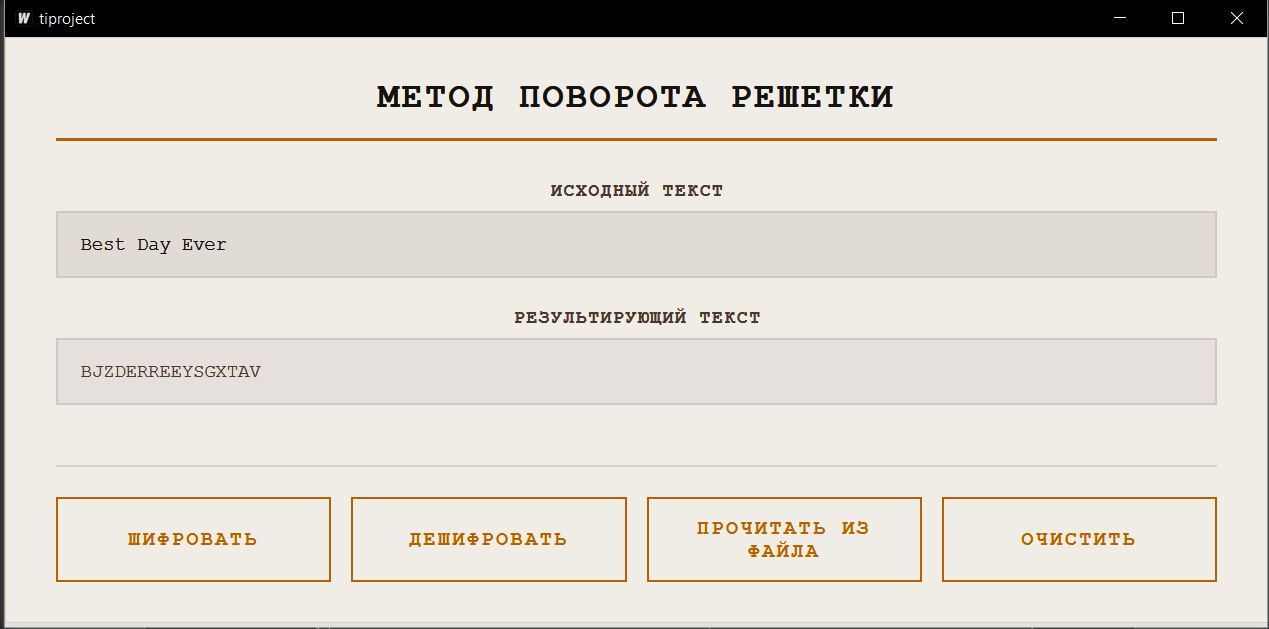 W tiproject
МЕТОД ПОВОРОТА РЕШЕТКИ
ИСХОДНЫЙ ТЕКСТ
Best Day Ever
РЕЗУЛЬТИРУЮЩИЙ ТЕКСТ
BJZDERREEYSGXTAV
ШИФРОВАТЬ
ДЕШИФРОВАТЬ
ПРОЧИТАТЬ ИЗ
ФАЙЛА
ОЧИСТИТЬ